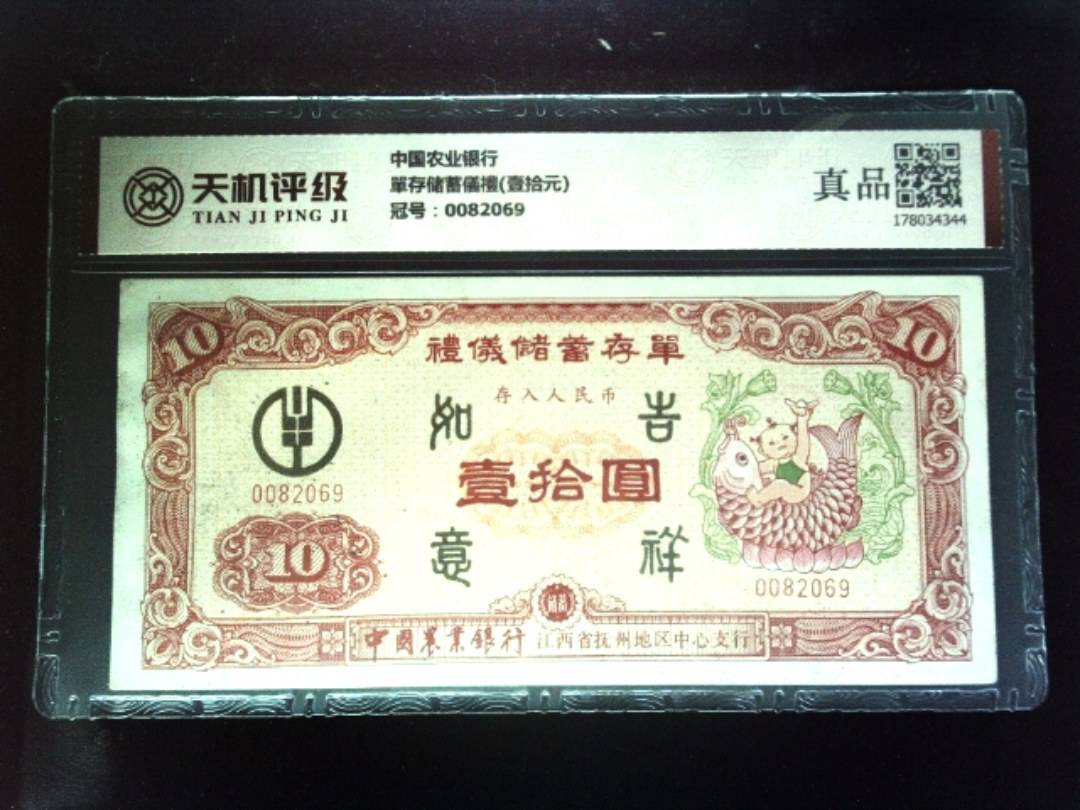 天机评级
TIAN JI PING JI
中国农业银行
單存储蓄儀禮(壹拾元)
冠号：0082069
真品
178034344
10
10
禮儀儲蓄存單
存入人民币
如
吉
壹拾圓
0082069
10
意
祥
0082069
中國農業銀行 江西省抚州地区中心支行